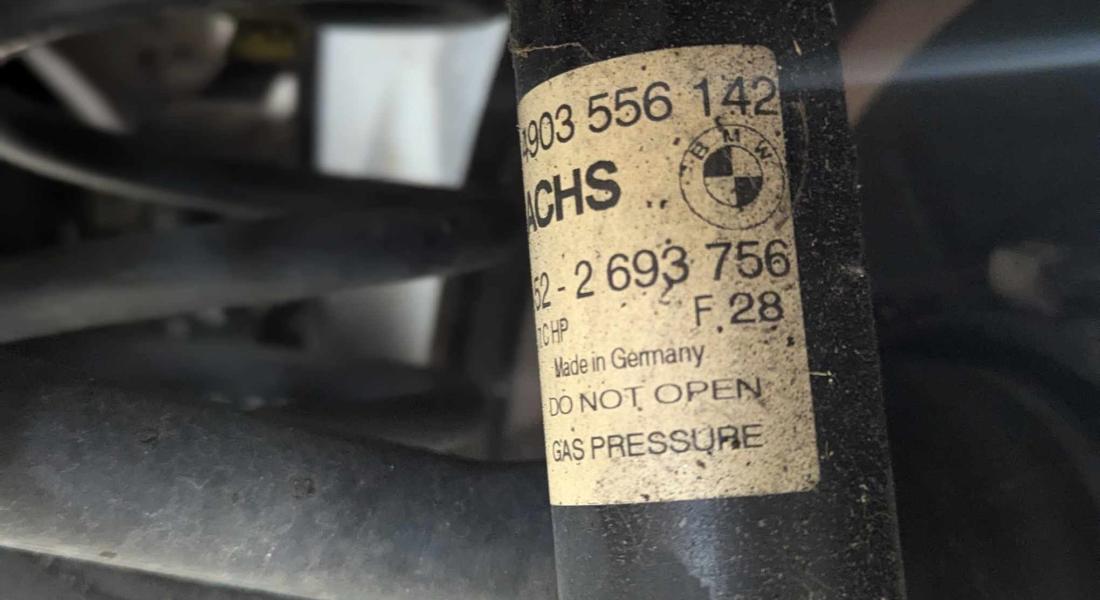 4903 556 142
ACHS
BMW
52-2 693 756
F.28
CHP
Made in Germany
DO NOT OPEN
GAS PRESSURE